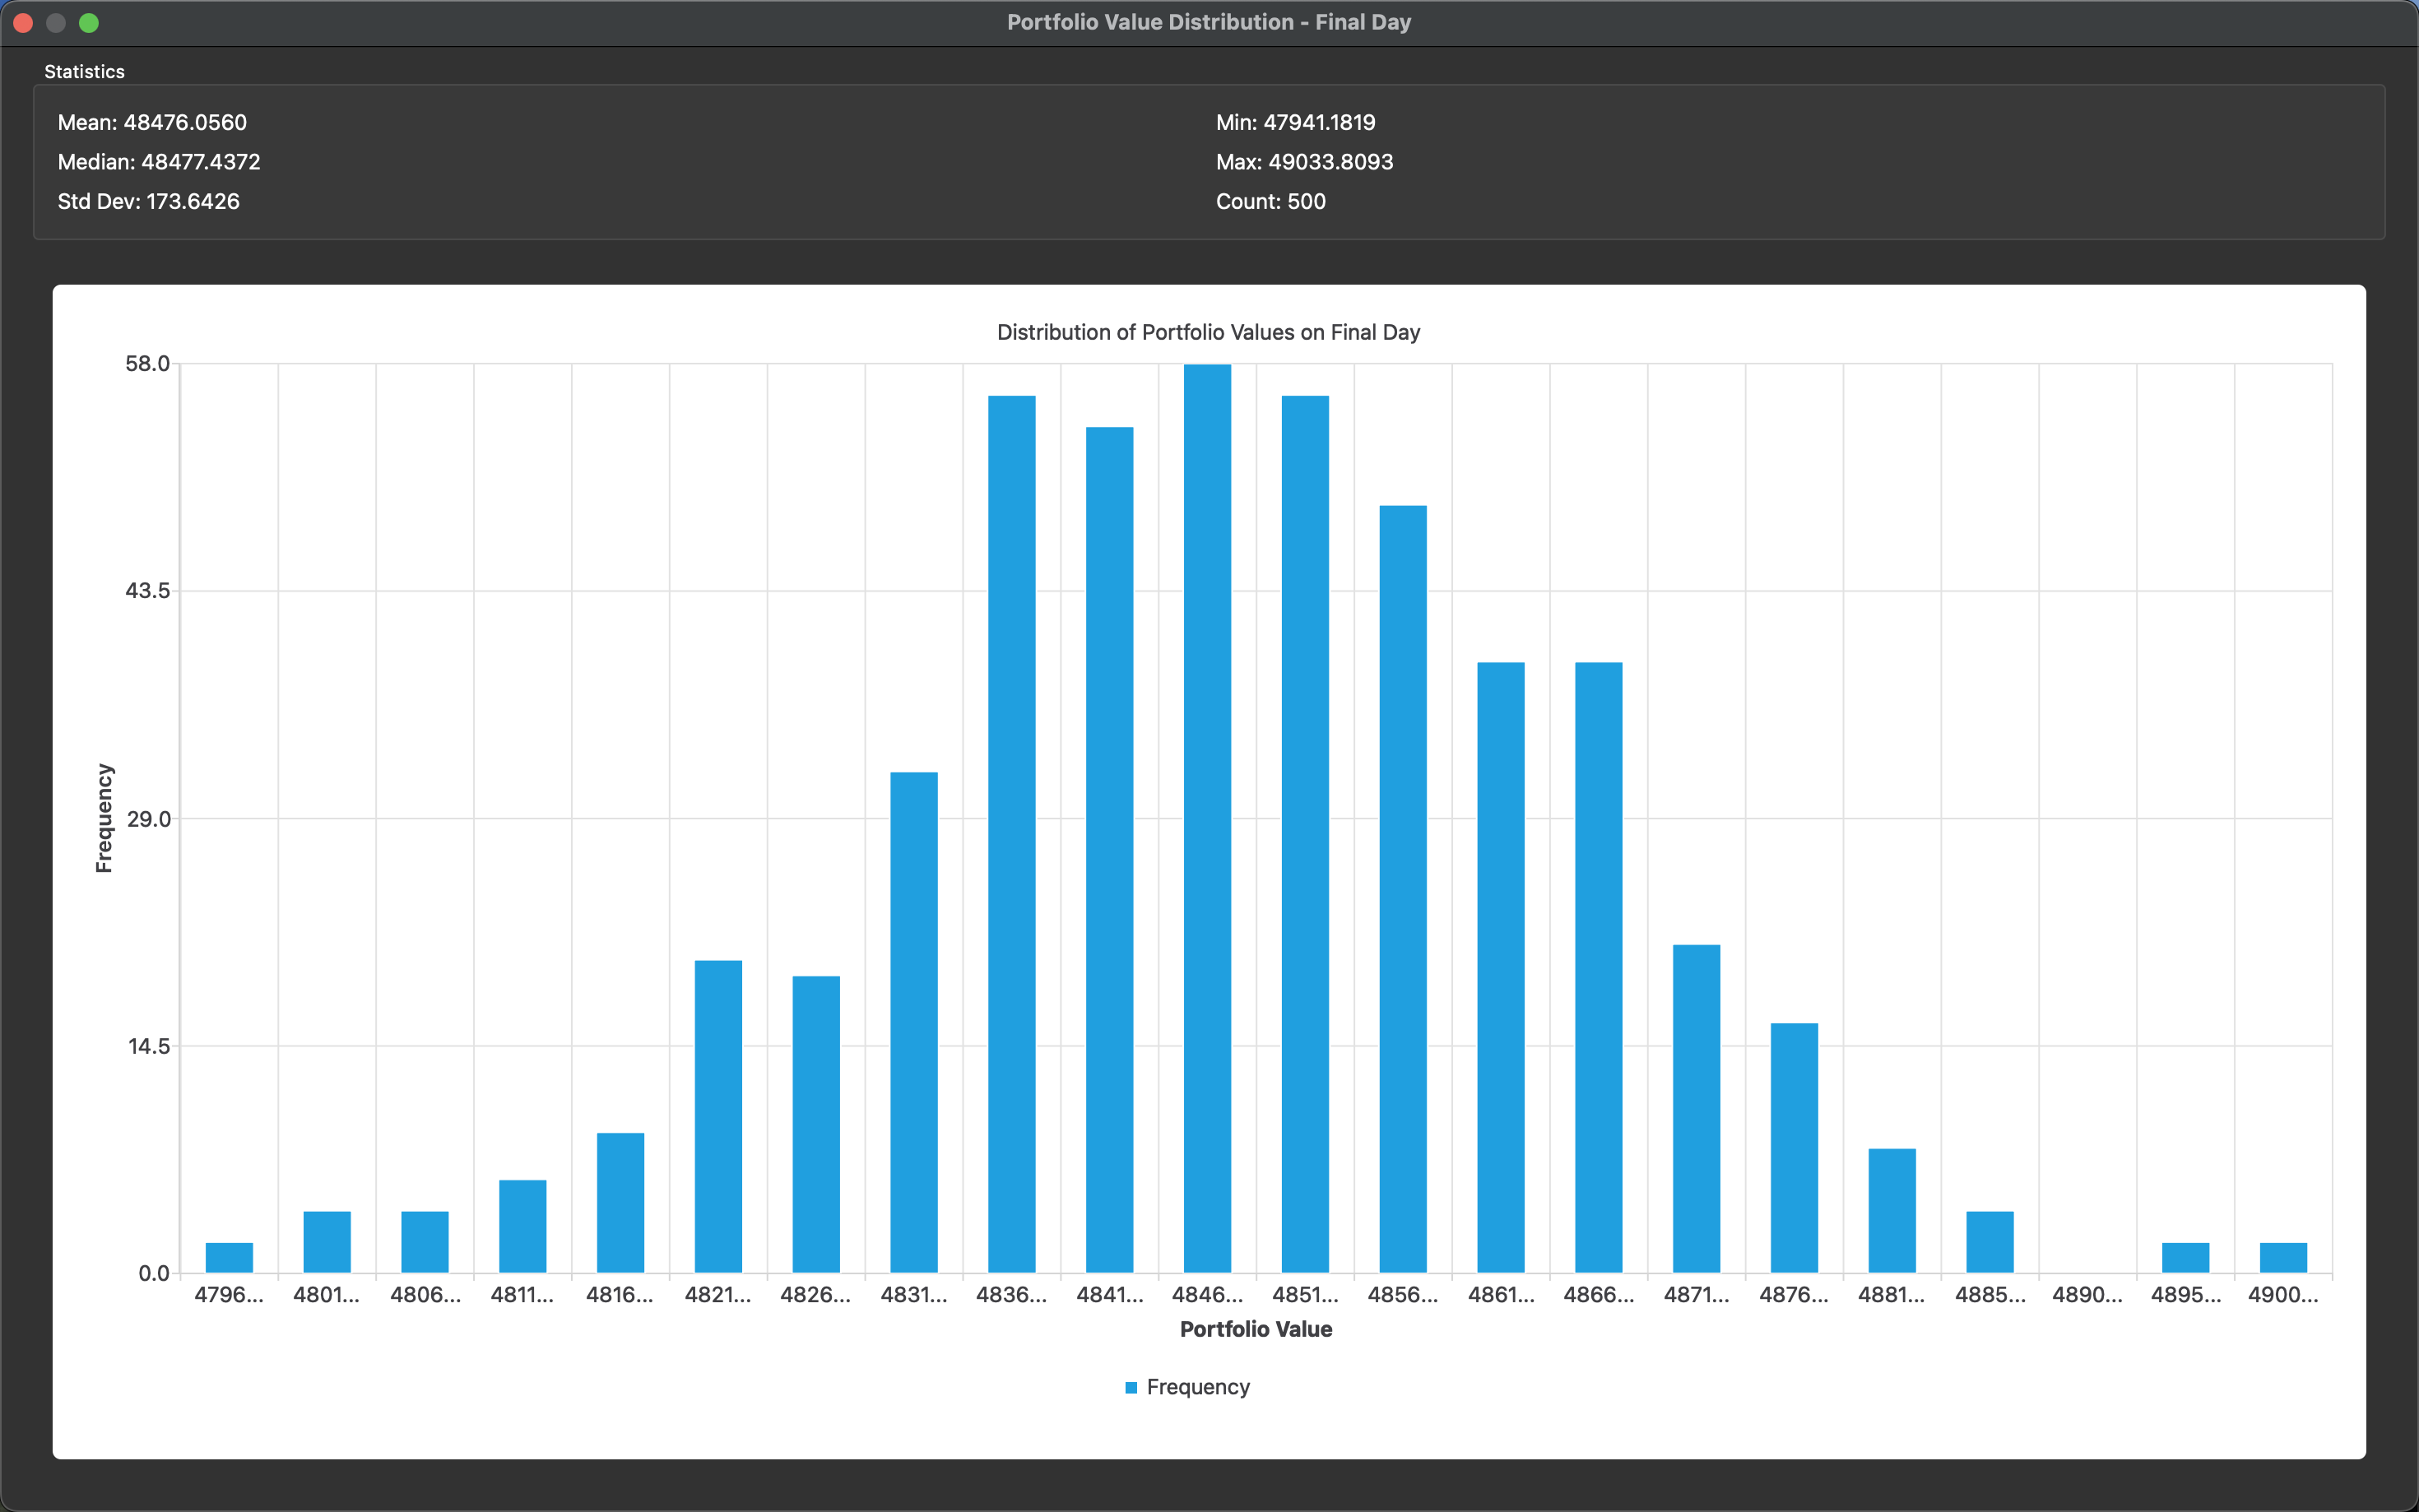 Portfolio Value Distribution - Final Day
Statistics
Mean: 48476.0560
Min: 47941.1819
Median: 48477.4372
Max: 49033.8093
Std Dev: 173.6426
Count: 500
Distribution of Portfolio Values on Final Day
58.0
43.5
29.0
14.5
0.0
Frequency
4796... 4801... 4806... 4811... 4816... 4821... 4826... 4831... 4836... 4841... 4846... 4851... 4856... 4861... 4866... 4871... 4876... 4881... 4885... 4890... 4895... 4900...
Portfolio Value
Frequency